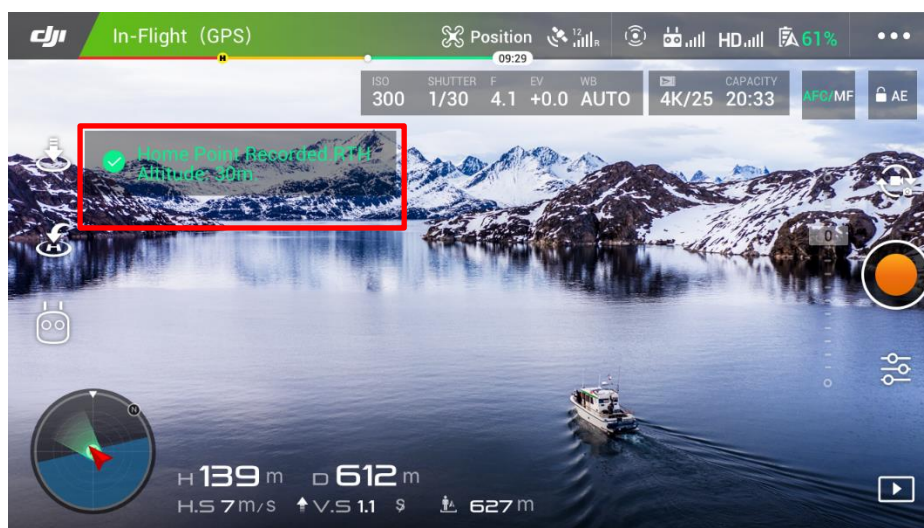 dji In-Flight (GPS) Position 12 R HD 61%
09:29
ISO SHUTTER F EV WB CAPACITY
300 1/30 4.1 +0.0 AUTO 4K/25 20:33 AFC/MF AE
H
Home Point Recorded.RTH
Altitude: 30m
H
0
N
H 139 m D 612 m
H.S 7 m/s V.S 1.1 s 627 m